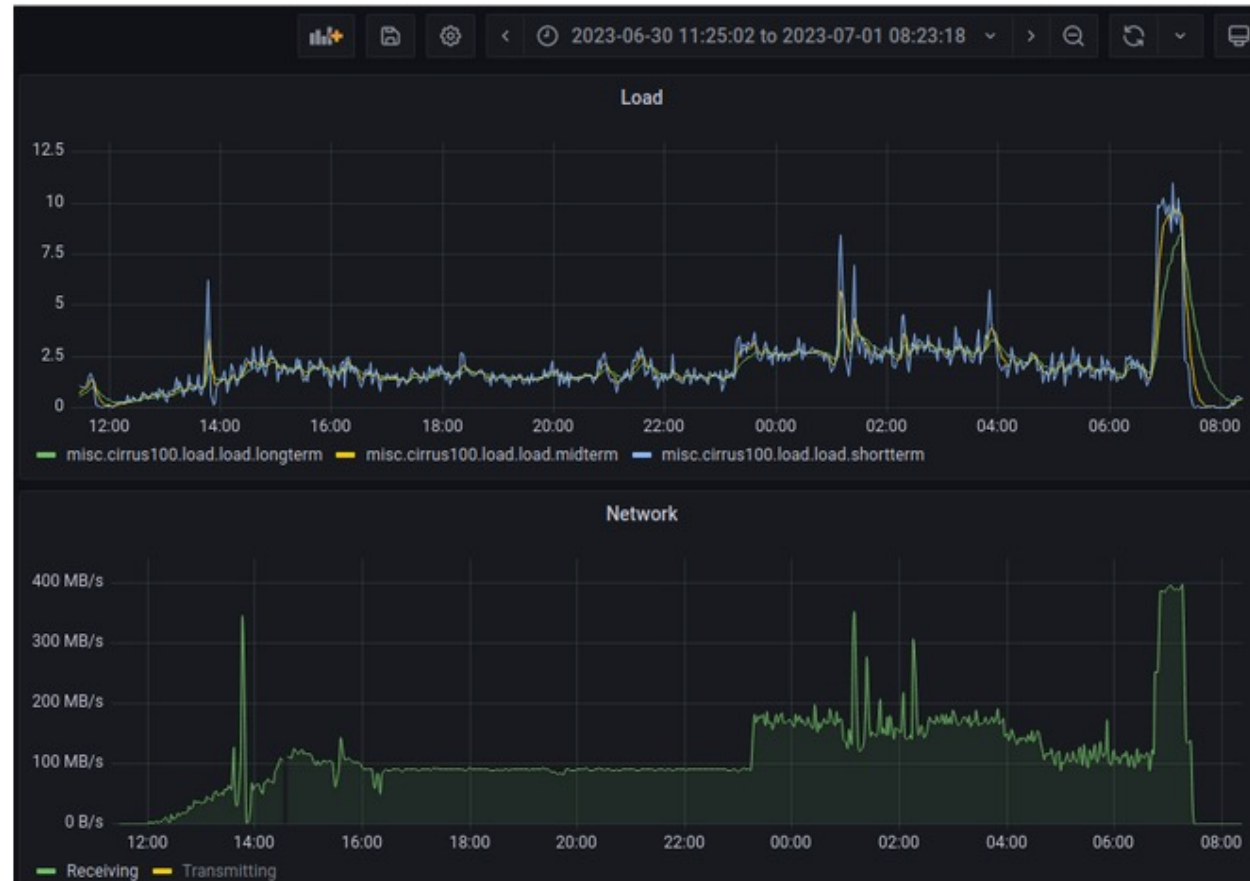 2023-06-30 11:25:02 to 2023-07-01 08:23:18
Load
12.5
10
7.5
5
2.5
0
12:00 14:00 16:00 18:00 20:00 22:00 00:00 02:00 04:00 06:00 08:00
misc.cirrus100.load.load.longterm misc.cirrus100.load.load.midterm misc.cirrus100.load.load.shortterm
Network
400 MB/s
300 MB/s
200 MB/s
100 MB/s
0 B/s
12:00 14:00 16:00 18:00 20:00 22:00 00:00 02:00 04:00 06:00 08:00
Receiving Transmitting